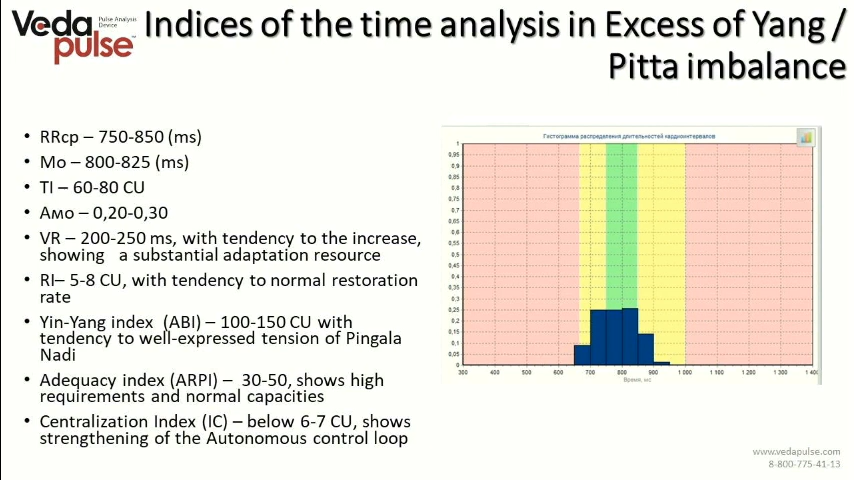 Veda Pulse Analysis Device
pulse
Indices of the time analysis in Excess of Yang /
Pitta imbalance
• RRcp – 750-850 (ms)
• Mo – 800-825 (ms)
• TI – 60-80 CU
• Амо – 0,20-0,30
• VR – 200-250 ms, with tendency to the increase,
showing a substantial adaptation resource
• RI– 5-8 CU, with tendency to normal restoration
rate
• Yin-Yang index (ABI) – 100-150 CU with
tendency to well-expressed tension of Pingala
Nadi
• Adequacy index (ARPI) – 30-50, shows high
requirements and normal capacities
• Centralization Index (IC) – below 6-7 CU, shows
strengthening of the Autonomous control loop
Гистограмма распределения длительностей кардиоинтервалов
1
0,95
0,9
0,85
0,8
0,75
0,7
0,65
0,6
0,55
0,5
0,45
0,4
0,35
0,3
0,25
0,2
0,15
0,1
0,05
0
300 400 500 600 700 800 900 1 000 1 100 1 200 1 300 1 40
Время, мс
www.vedapulse.com
8-800-775-41-13